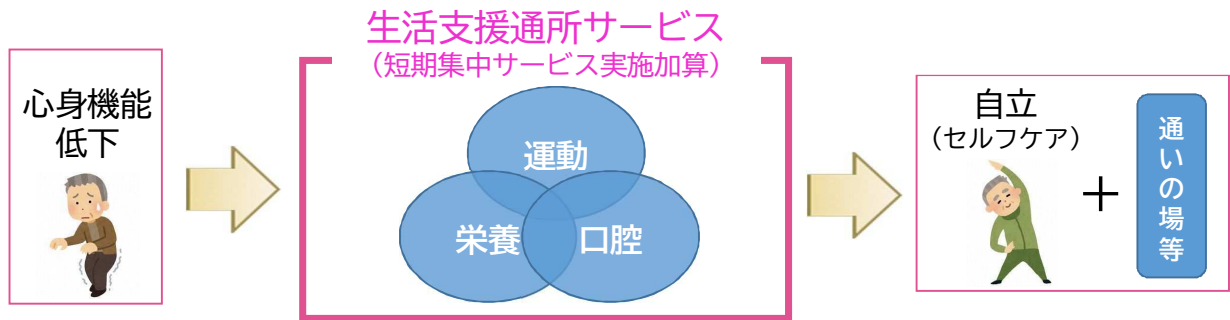 生活支援通所サービス
（短期集中サービス実施加算）
心身機能
低下
運動
栄養
口腔
自立
（セルフケア）
＋
通いの場等